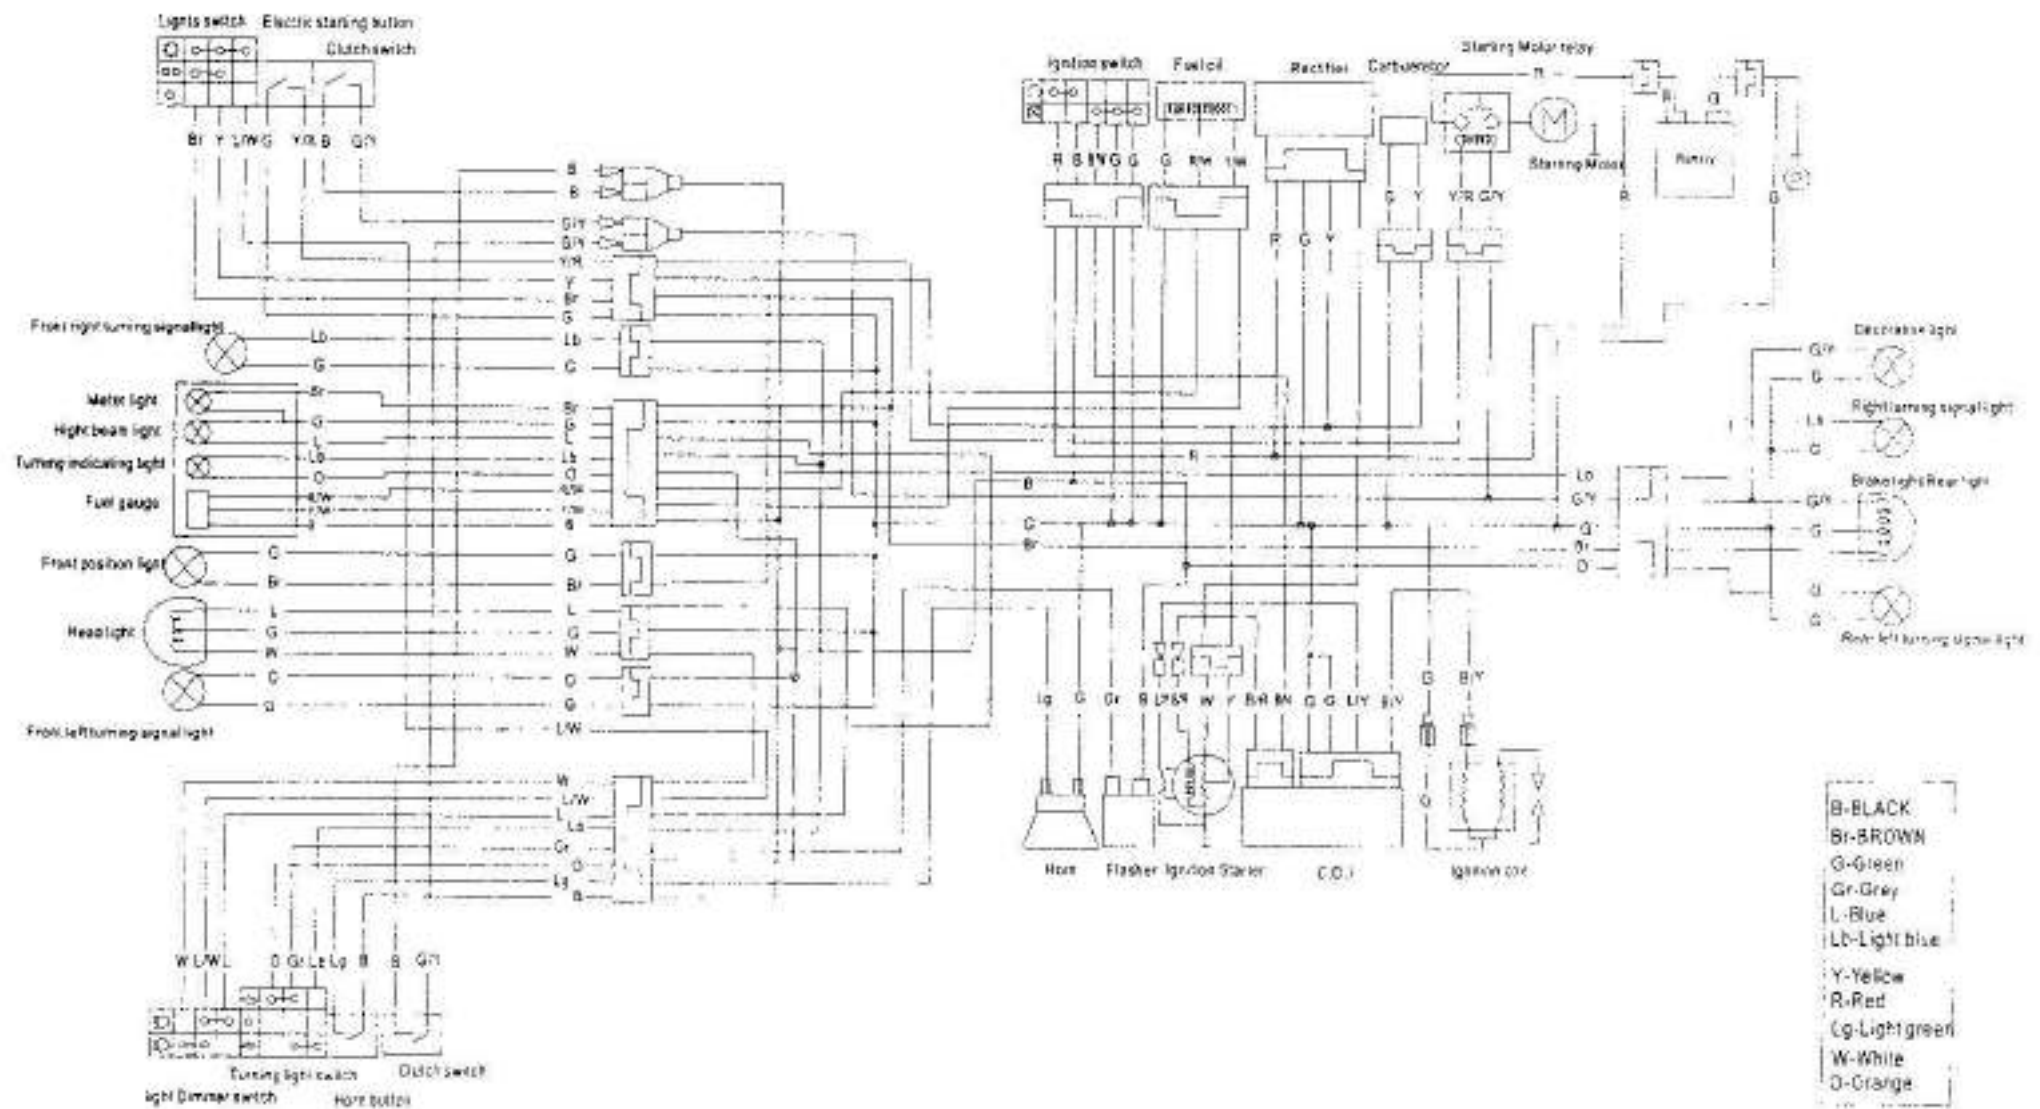 Lights switch Electric starting button
Clutch switch
Br Y L/W G Y/R B G/Y
Ignition switch Fuel oil Rectifier Carburetor
Starting Motor relay
R
R B B/W G G G R/W Y/W
G Y Y/R G/Y
M
Starting Motor
Battery
R G
R G Y
R G
B
B
G/Y
G/Y
Y/R
Y
Br
G
Front right turning signal light
Lb Lb
G G
Meter light
Br Br
Hight beam light
G G
L L
Turning indicating light
Lb Lb
O O
Fuel gauge
Front position light
G G
Br Br
Head light
L L
G G
W W
Front left turning signal light
G
L/W
W
L/W
L
Gr
O
Lg
B
R
B
G
Br
Lb
G/Y
G
Br
O
Decorative light
G/Y
G
Right turning signal light
Lb
G
Brake light/Rear light
G/Y
G
Rear left turning signal light
G
Lg G Gr B W Y B/R G G L/Y B/Y
G B/Y
Horn Flasher Ignition Starter C.D.I Ignition coil
W L/W L O Gr Lg B B G/Y
Turning light switch Clutch switch
Light Dimmer switch Horn button
B-BLACK
Br-BROWN
G-Green
Gr-Grey
L-Blue
Lb-Light blue
Y-Yellow
R-Red
Lg-Light green
W-White
O-Orange